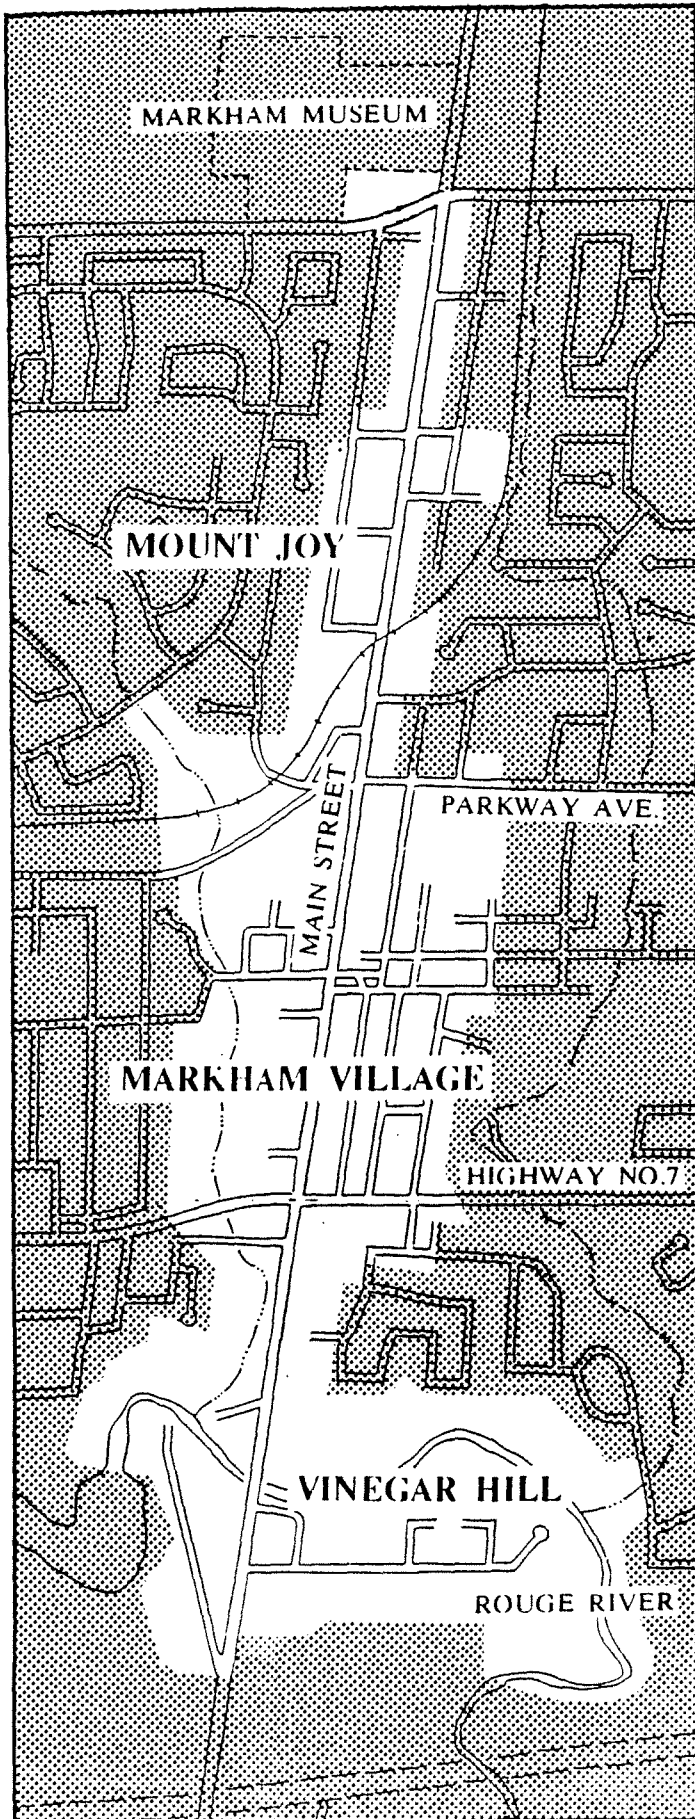 MARKHAM MUSEUM
MOUNT JOY
MAIN STREET
PARKWAY AVE.
MARKHAM VILLAGE
HIGHWAY NO.7
VINEGAR HILL
ROUGE RIVER